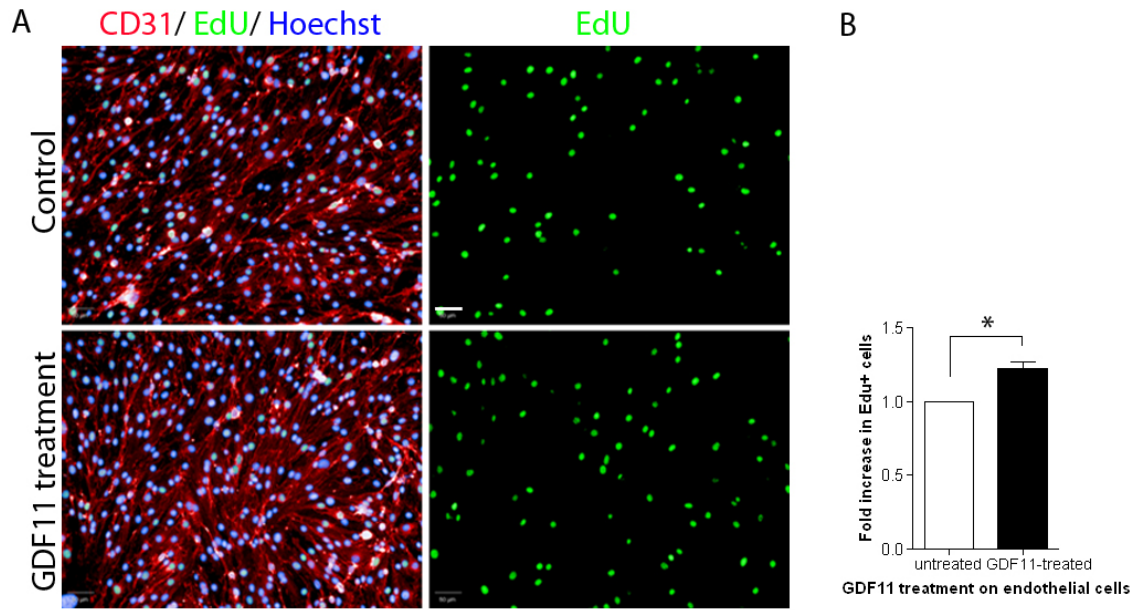 A
CD31/ EdU/ Hoechst
EdU
B
Control
GDF11 treatment
*
Fold increase in Edu+ cells
1.5
1.0
0.5
0.0
untreated GDF11-treated
GDF11 treatment on endothelial cells